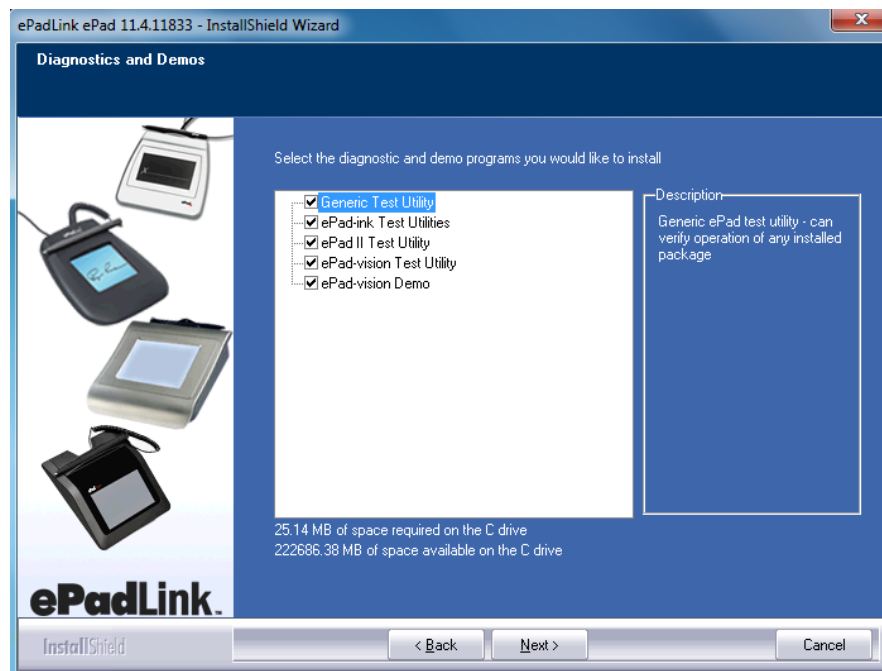 ePadLink ePad 11.4.11833 - InstallShield Wizard
Diagnostics and Demos
Select the diagnostic and demo programs you would like to install
Generic Test Utility
ePad-ink Test Utilities
ePad II Test Utility
ePad-vision Test Utility
ePad-vision Demo
Description
Generic ePad test utility - can
verify operation of any installed
package
25.14 MB of space required on the C drive
222686.38 MB of space available on the C drive
ePadLink™
InstallShield
< Back
Next >
Cancel